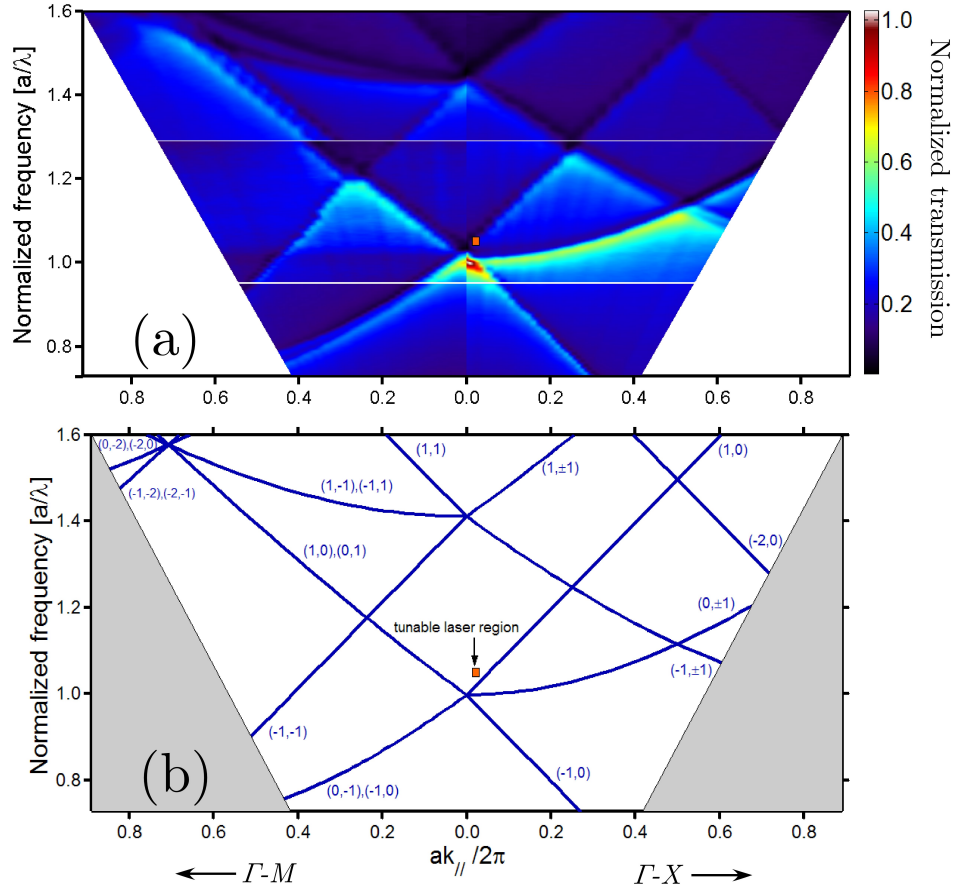 1.6
1.4
1.2
1.0
0.8
Normalized frequency [a/λ]
(a)
0.8 0.6 0.4 0.2 0.0 0.2 0.4 0.6 0.8
1.0
0.8
0.6
0.4
0.2
Normalized transmission
1.6
1.4
1.2
1.0
0.8
Normalized frequency [a/λ]
(0,-2),(-2,0)
(-1,-2),(-2,-1)
(1,-1),(-1,1)
(1,1)
(1,±1)
(1,0)
(1,0),(0,1)
(-2,0)
tunable laser region
(0,±1)
(-1,±1)
(-1,-1)
(0,-1),(-1,0)
(-1,0)
(b)
0.8 0.6 0.4 0.2 0.0 0.2 0.4 0.6 0.8
ak// /2π
Γ-M
Γ-X